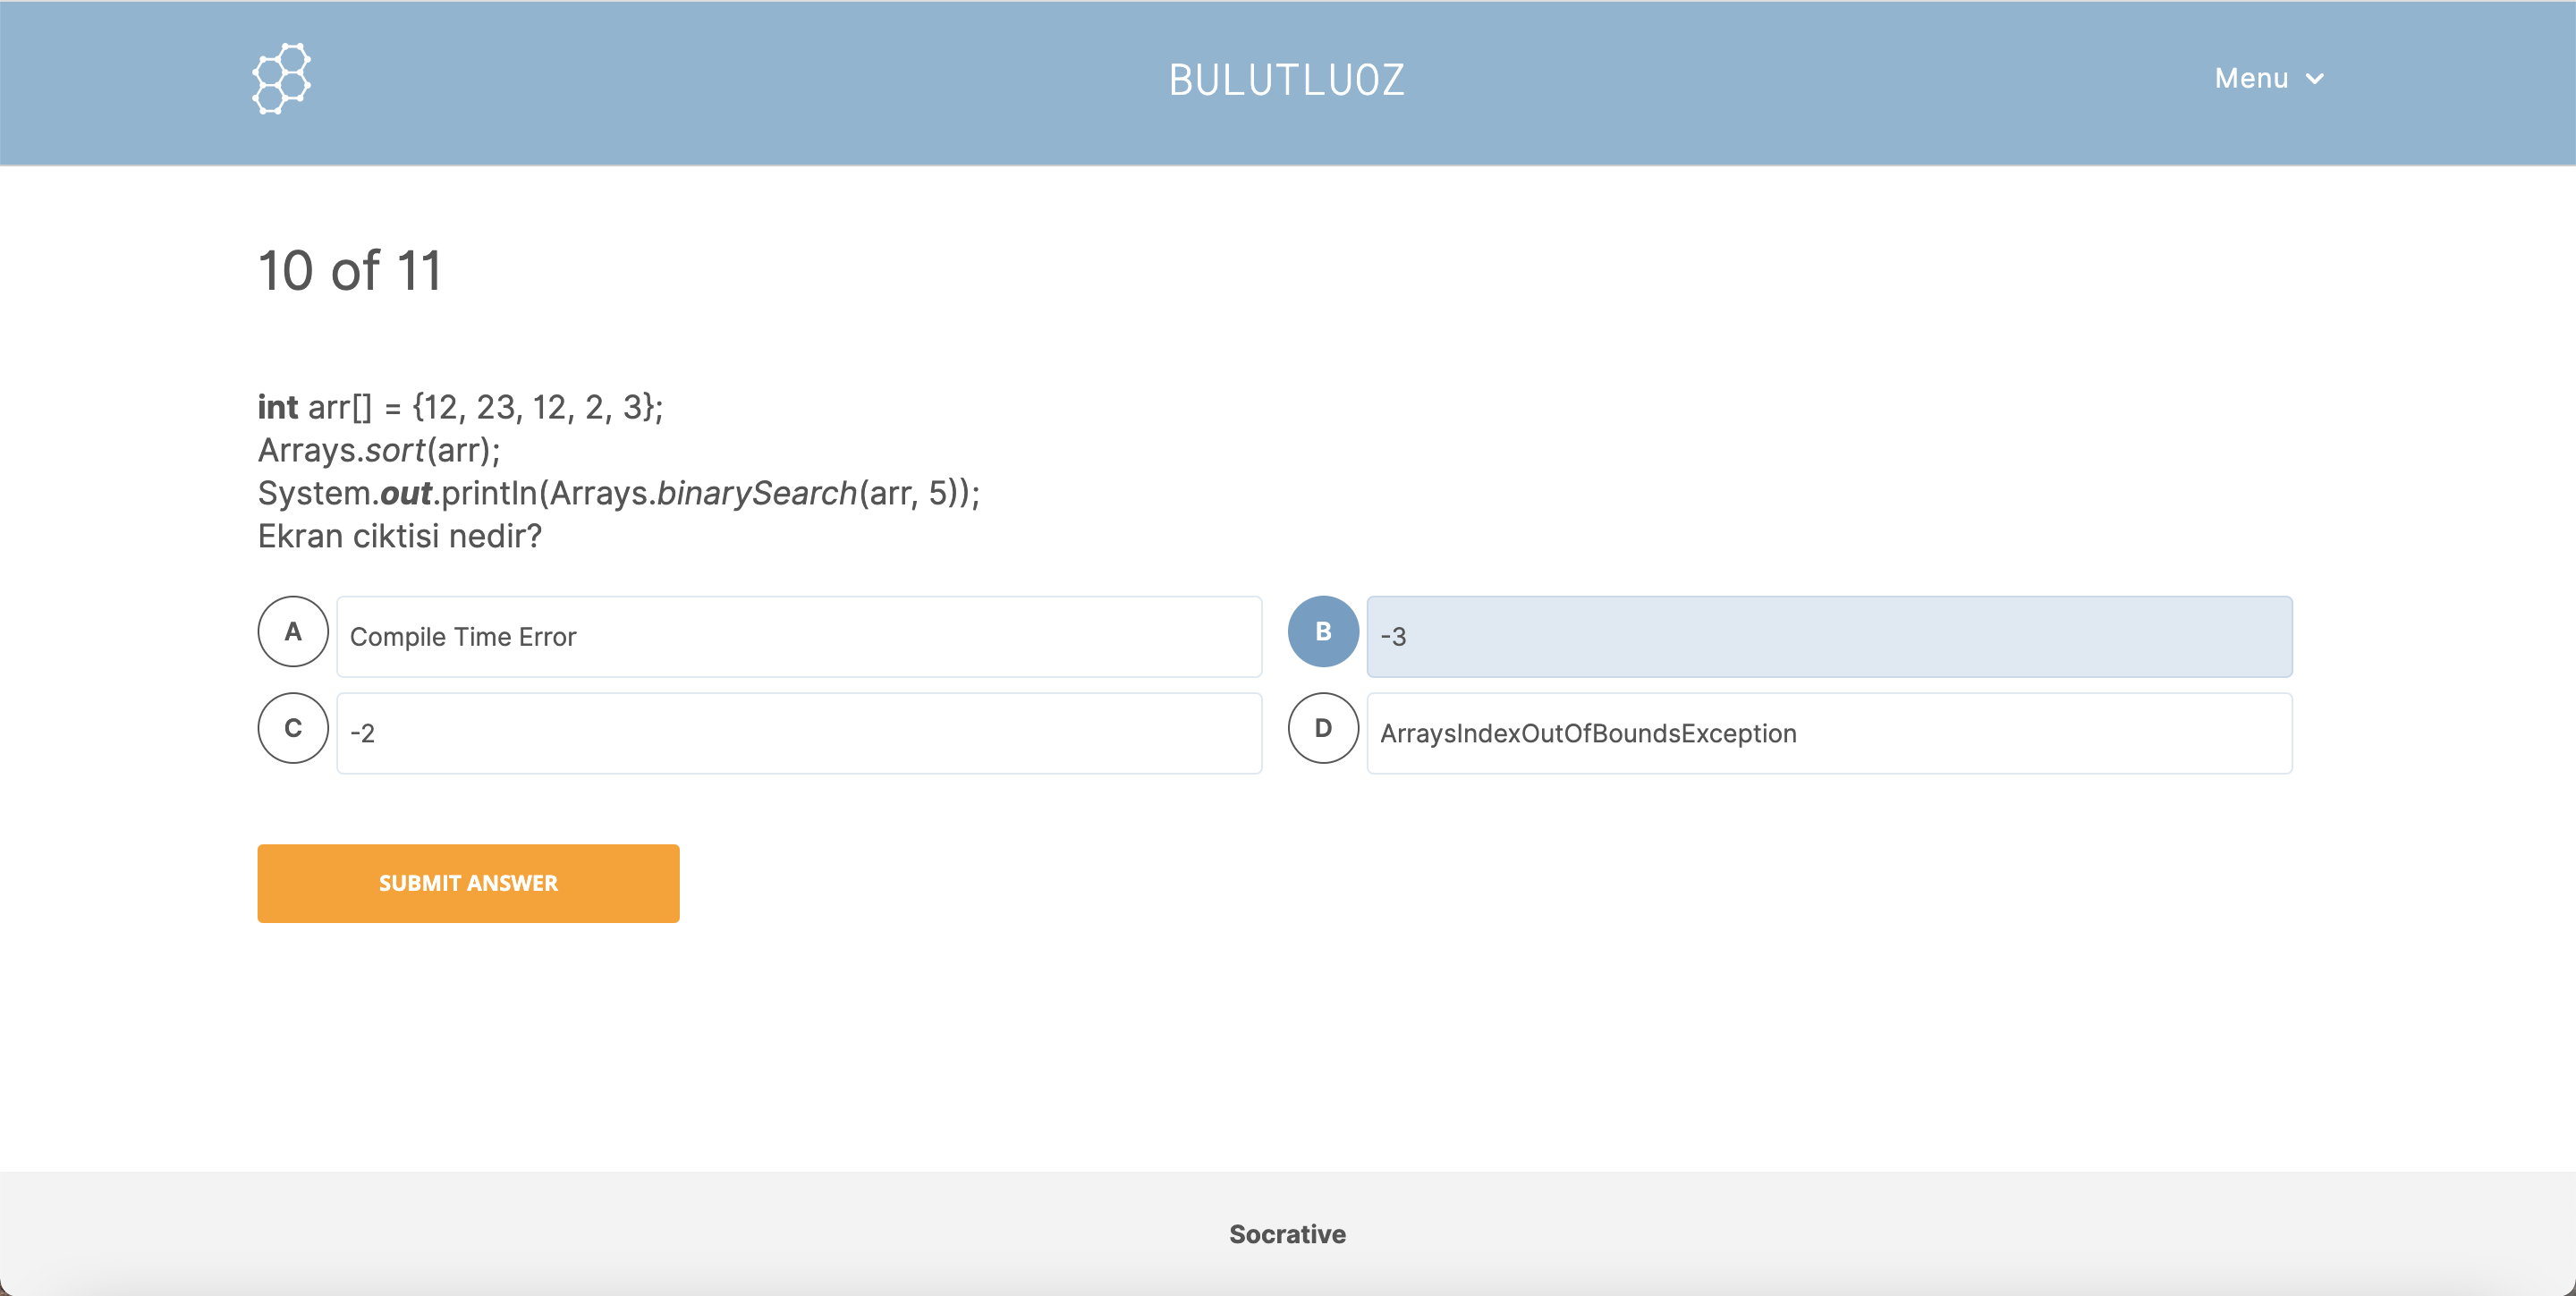 BULUTLUOZ
Menu
10 of 11
int arr[] = {12, 23, 12, 2, 3};
Arrays.sort(arr);
System.out.println(Arrays.binarySearch(arr, 5));
Ekran ciktisi nedir?
A Compile Time Error
B -3
C -2
D ArraysIndexOutOfBoundsException
SUBMIT ANSWER
Socrative